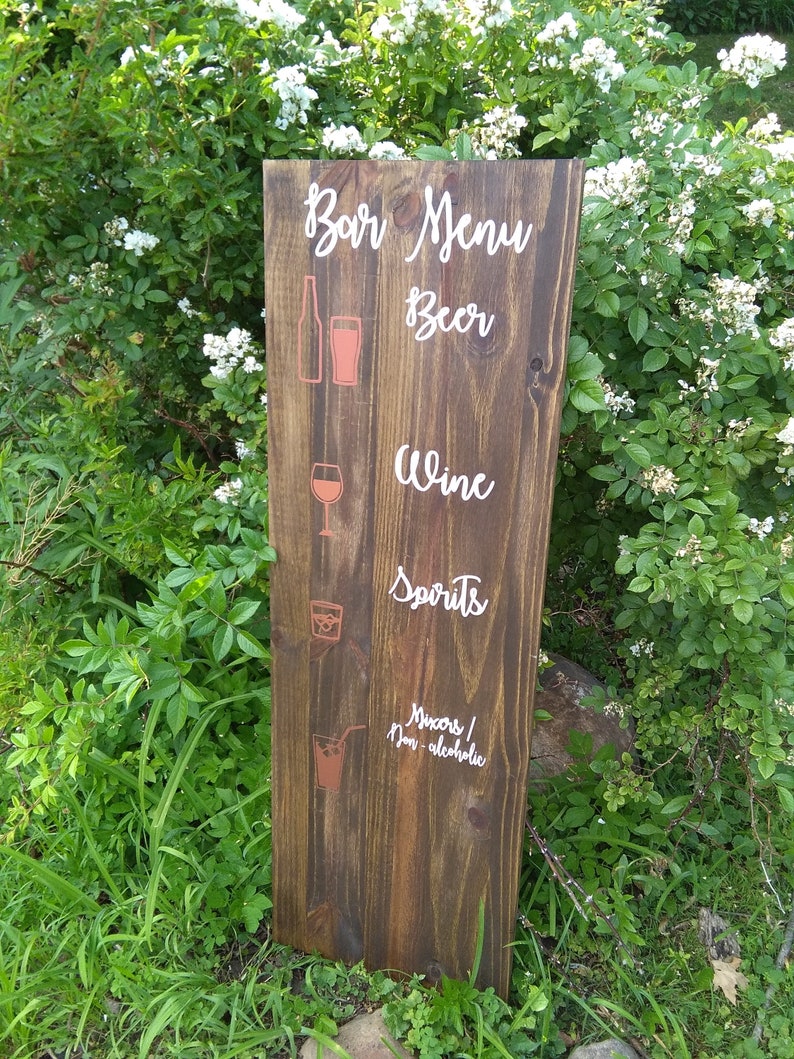 Bar Menu
Beer
Wine
Spirits
Mixers /
Non - alcoholic